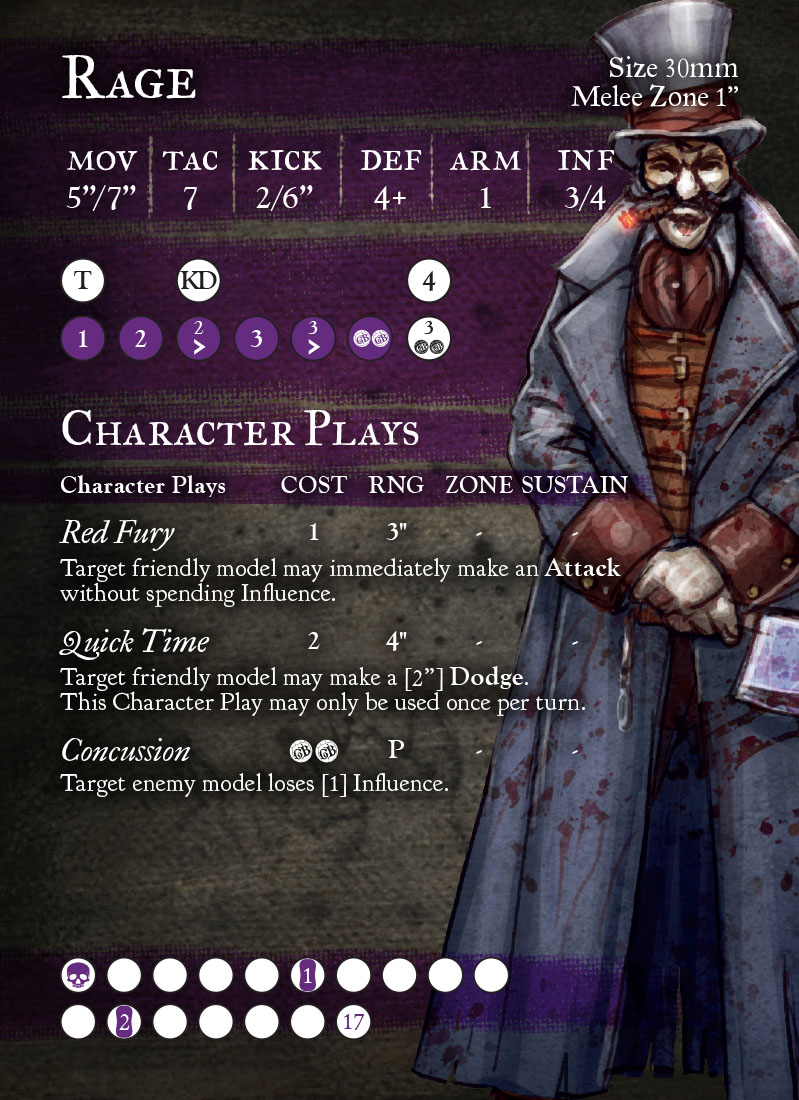 Rage
Size 30mm
Melee Zone 1”
MOV TAC KICK DEF ARM INF
5”/7” 7 2/6” 4+ 1 3/4
T KD 4
1 2 2> 3 3> GB GB 3 GB GB
Character Plays
Character Plays COST RNG ZONE SUSTAIN
Red Fury 1 3" - -
Target friendly model may immediately make an Attack
without spending Influence.
Quick Time 2 4" - -
Target friendly model may make a [2”] Dodge.
This Character Play may only be used once per turn.
Concussion GB GB P - -
Target enemy model loses [1] Influence.
1
2 17